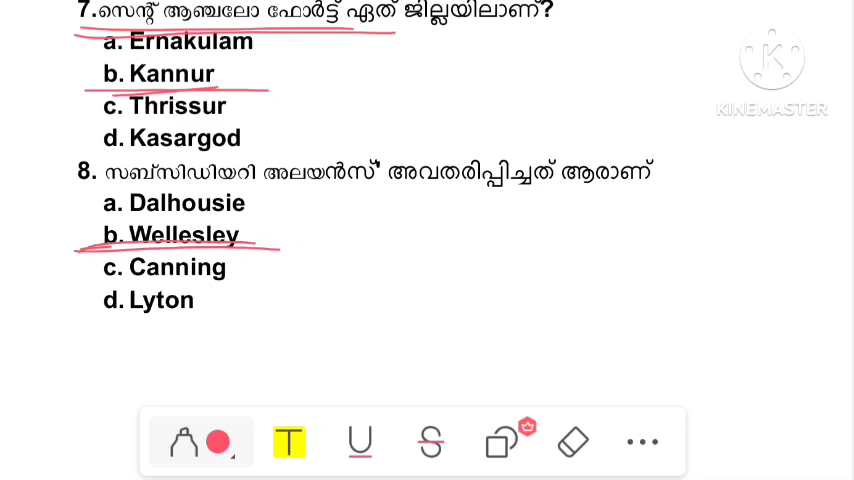 7.സെന്റ് ആഞ്ചലോ ഫോർട്ട് ഏത് ജില്ലയിലാണ്?
a. Ernakulam
b. Kannur
c. Thrissur
d. Kasargod
8. സബ്സിഡിയറി അലയൻസ്' അവതരിപ്പിച്ചത് ആരാണ്
a. Dalhousie
b. Wellesley
c. Canning
d. Lyton
KINEMASTER